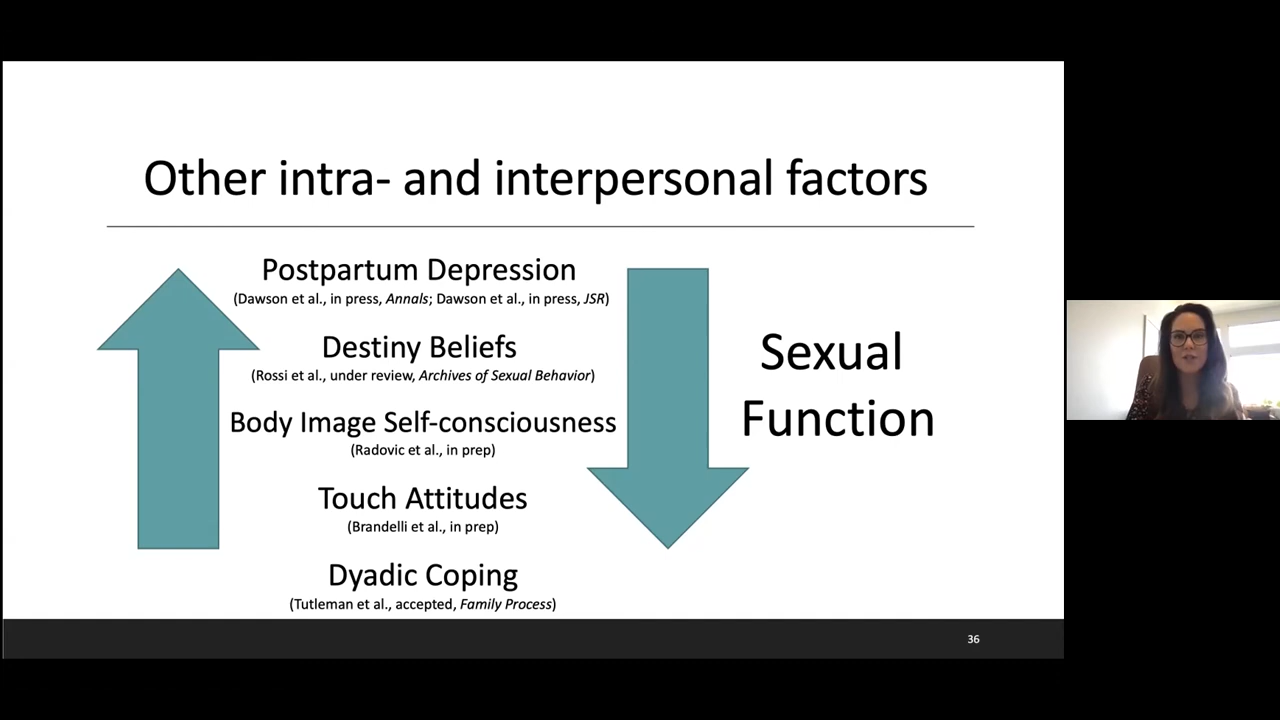 Other intra- and interpersonal factors
Postpartum Depression
(Dawson et al., in press, Annals; Dawson et al., in press, JSR)
Destiny Beliefs
(Rossi et al., under review, Archives of Sexual Behavior)
Body Image Self-consciousness
(Radovic et al., in prep)
Touch Attitudes
(Brandelli et al., in prep)
Dyadic Coping
(Tutleman et al., accepted, Family Process)
Sexual
Function
36